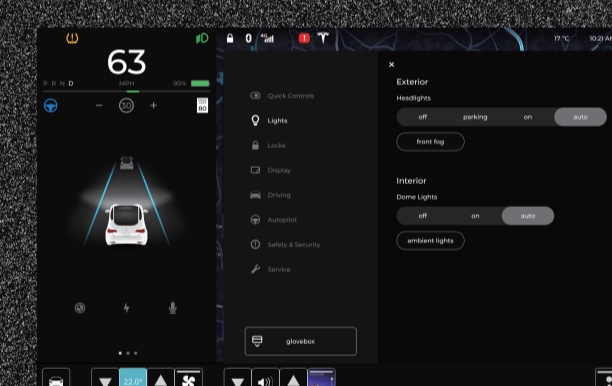 63
P R N D
MPH
90%
30
80
4G
17 °C
10:21 AM
Quick Controls
Lights
Locks
Display
Driving
Autopilot
Safety & Security
Service
glovebox
Exterior
Headlights
off parking on auto
front fog
Interior
Dome Lights
off on auto
ambient lights
22.0°